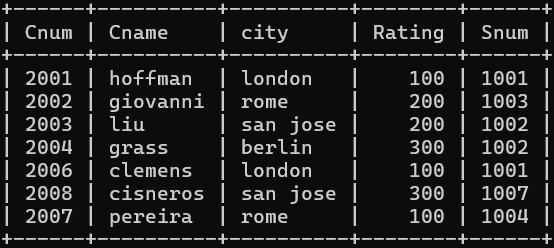 | Cnum | Cname | city | Rating | Snum |
| 2001 | hoffman | london | 100 | 1001 |
| 2002 | giovanni | rome | 200 | 1003 |
| 2003 | liu | san jose | 200 | 1002 |
| 2004 | grass | berlin | 300 | 1002 |
| 2006 | clemens | london | 100 | 1001 |
| 2008 | cisneros | san jose | 300 | 1007 |
| 2007 | pereira | rome | 100 | 1004 |